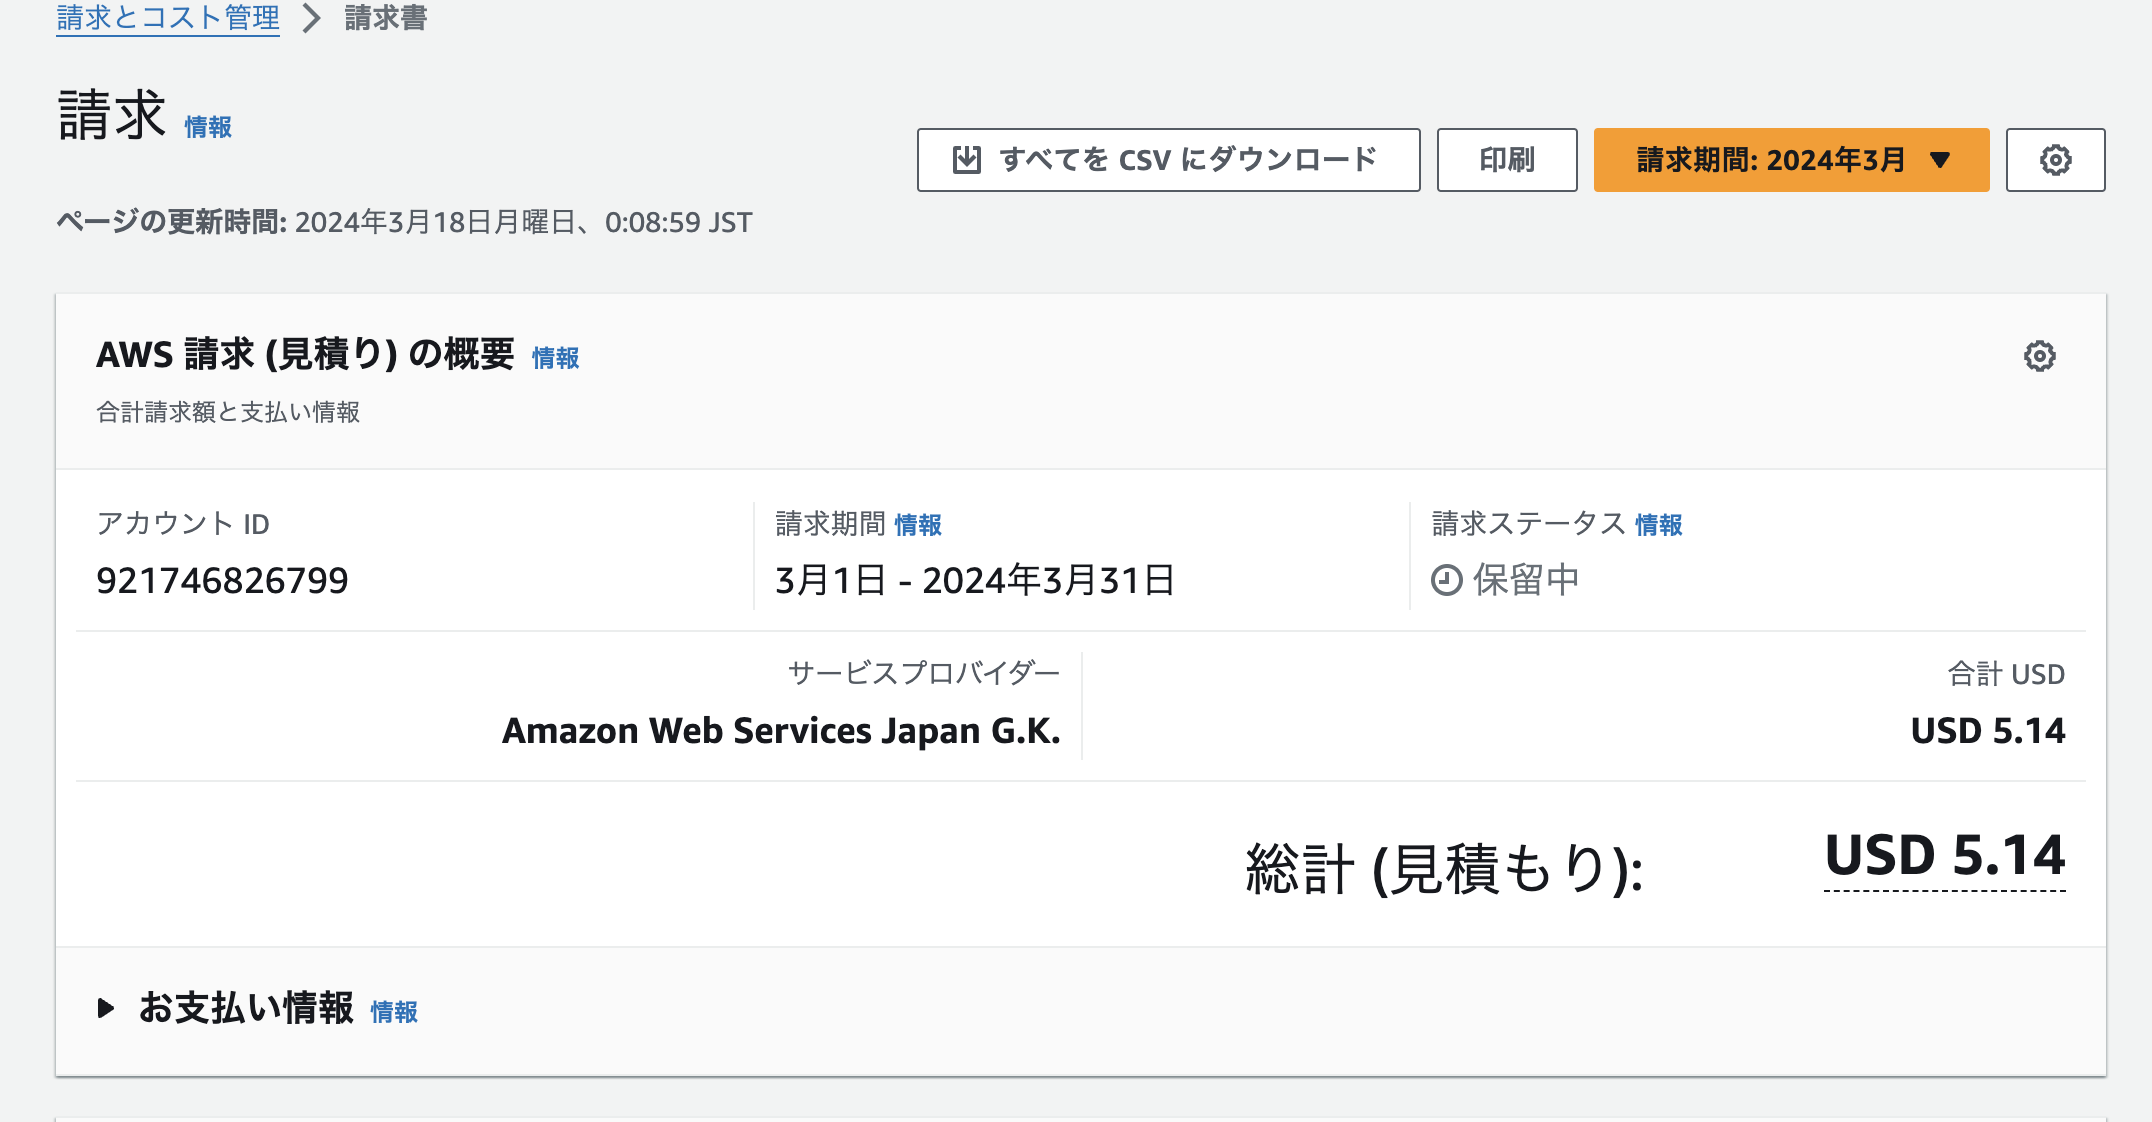 請求とコスト管理 > 請求書
請求 情報
すべてを CSV にダウンロード 印刷 請求期間: 2024年3月
ページの更新時間: 2024年3月18日月曜日、0:08:59 JST
AWS 請求 (見積り) の概要 情報
合計請求額と支払い情報
アカウント ID
921746826799
請求期間 情報
3月1日 - 2024年3月31日
請求ステータス 情報
保留中
サービスプロバイダー
Amazon Web Services Japan G.K.
合計 USD
USD 5.14
総計 (見積もり): USD 5.14
お支払い情報 情報